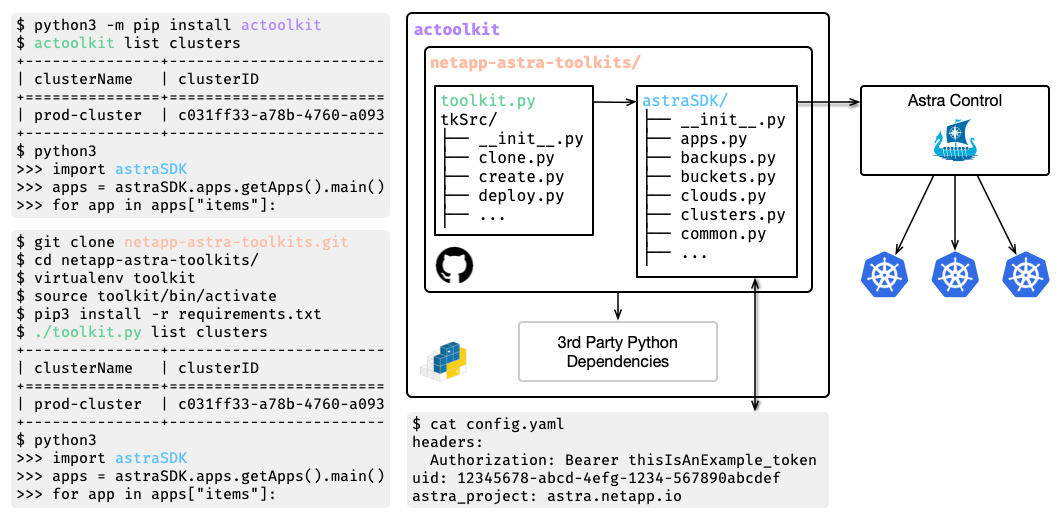 $ python3 -m pip install actoolkit
$ actoolkit list clusters
+---------------+------------------------
| clusterName   | clusterID
+===============+========================
| prod-cluster  | c031ff33-a78b-4760-a093
+---------------+------------------------
$ python3
>>> import astraSDK
>>> apps = astraSDK.apps.getApps().main()
>>> for app in apps["items"]:
$ git clone netapp-astra-toolkits.git
$ cd netapp-astra-toolkits/
$ virtualenv toolkit
$ source toolkit/bin/activate
$ pip3 install -r requirements.txt
$ ./toolkit.py list clusters
+---------------+------------------------
| clusterName   | clusterID
+===============+========================
| prod-cluster  | c031ff33-a78b-4760-a093
+---------------+------------------------
$ python3
>>> import astraSDK
>>> apps = astraSDK.apps.getApps().main()
>>> for app in apps["items"]:
actoolkit
netapp-astra-toolkits/
toolkit.py
tkSrc/
├── __init__.py
├── clone.py
├── create.py
├── deploy.py
├── ...
astraSDK/
├── __init__.py
├── apps.py
├── backups.py
├── buckets.py
├── clouds.py
├── clusters.py
├── common.py
├── ...
3rd Party Python
Dependencies
Astra Control
$ cat config.yaml
headers:
  Authorization: Bearer thisIsAnExample_token
uid: 12345678-abcd-4efg-1234-567890abcdef
astra_project: astra.netapp.io